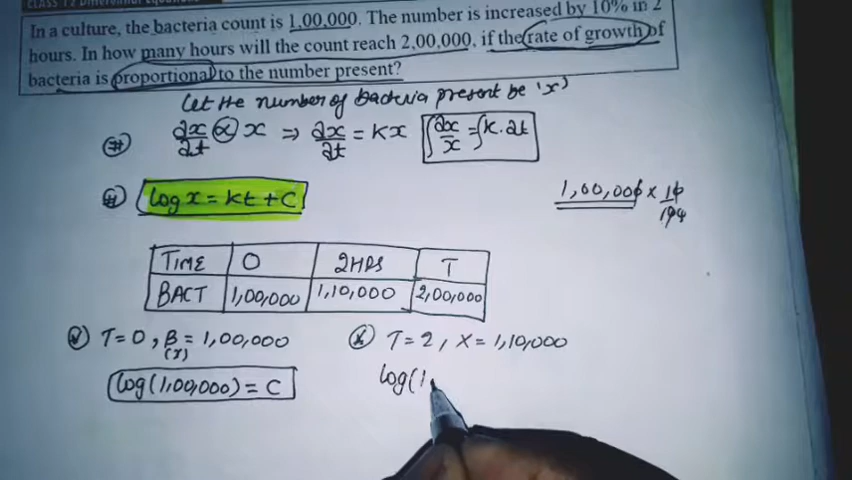 CLASS 12 Differential Equations
In a culture, the bacteria count is 1,00,000. The number is increased by 10% in 2
hours. In how many hours will the count reach 2,00,000, if the rate of growth of
bacteria is proportional to the number present?
Let the number of bacteria present be 'x'
# dx/dt ∝ x ⇒ dx/dt = kx ∫dx/x = ∫k.dt
# log x = kt + C
1,00,000 × 10/100
TIME 0 2HRS T
BACT 1,00,000 1,10,000 2,00,000
T=0, B = 1,00,000
(x)
T=2, X = 1,10,000
log(1,00,000) = C
log(1